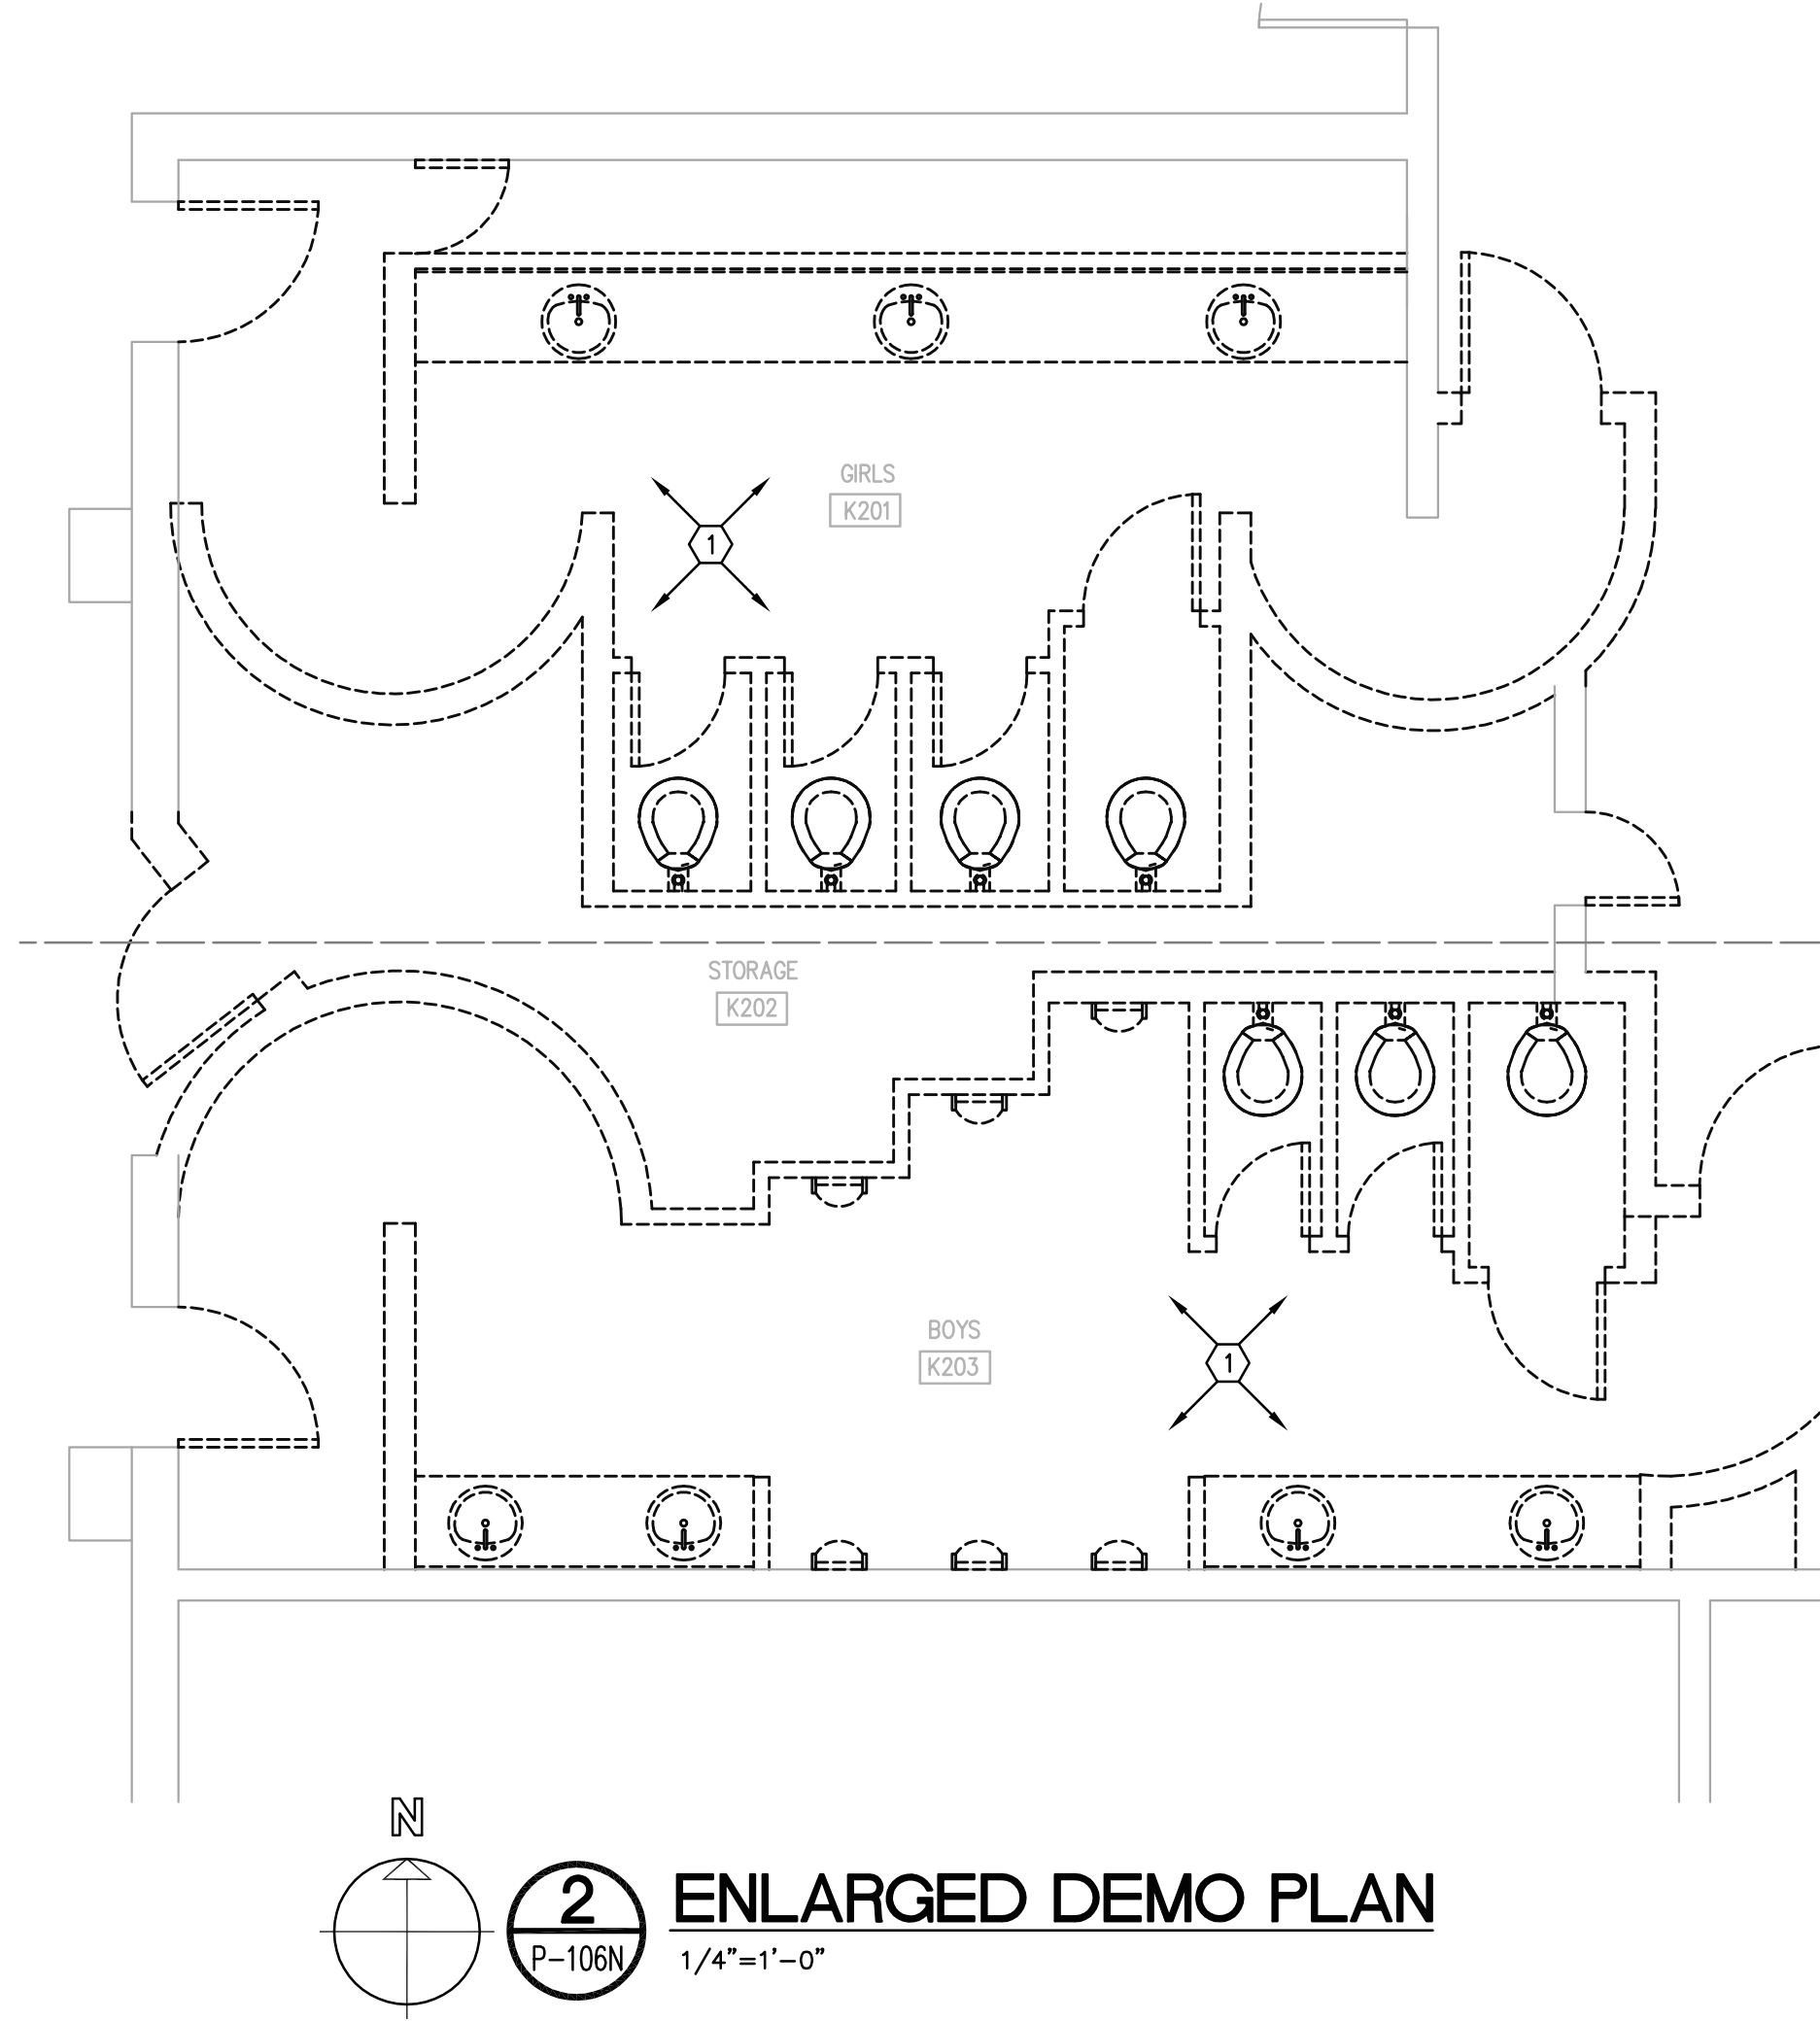 GIRLS
K201
1
STORAGE
K202
BOYS
K203
1
N
2
P-106N
ENLARGED DEMO PLAN
1/4"=1'-0"